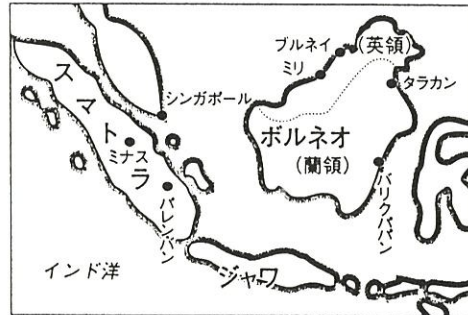 ブルネイ
(英領)
ミリ
タラカン
シンガポール
スマトラ
ミナス
ボルネオ
(蘭領)
バリクパパン
パレンバン
インド洋
ジャワ